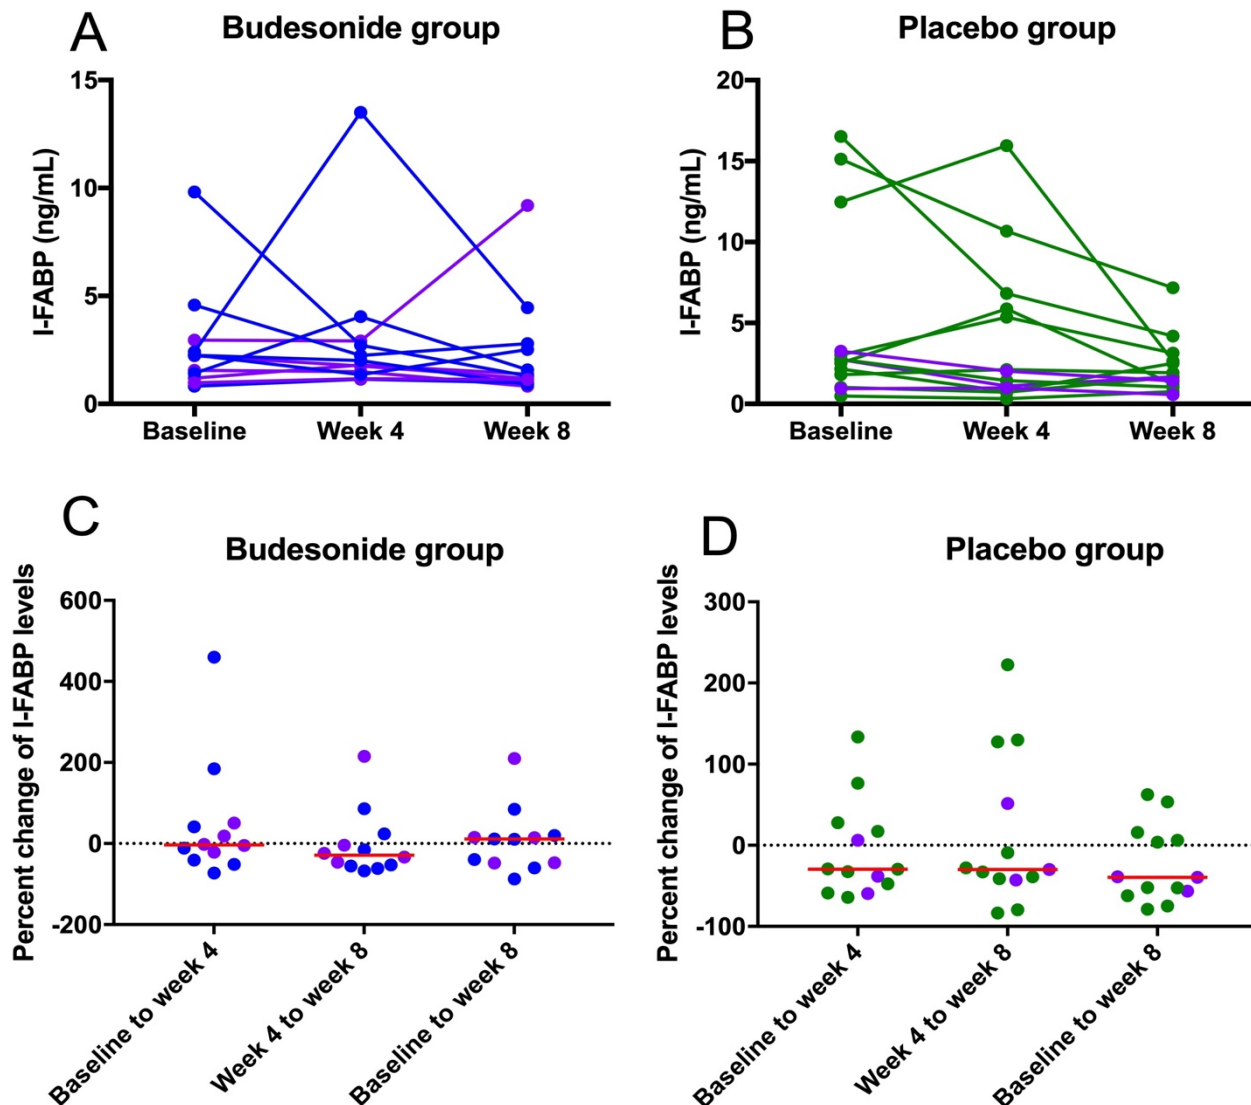 A
Budesonide group
I-FABP (ng/mL)
15
10
5
0
Baseline
Week 4
Week 8
B
Placebo group
I-FABP (ng/mL)
20
15
10
5
0
Baseline
Week 4
Week 8
C
Budesonide group
Percent change of I-FABP levels
600
400
200
0
-200
Baseline to week 4
Week 4 to week 8
Baseline to week 8
D
Placebo group
Percent change of I-FABP levels
300
200
100
0
-100
Baseline to week 4
Week 4 to week 8
Baseline to week 8